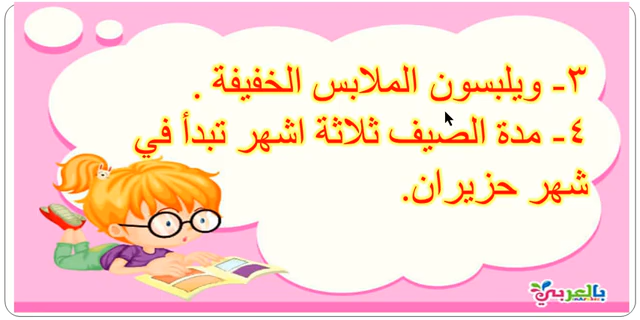 ٣- ويلبسون الملابس الخفيفة .
٤- مدة الصيف ثلاثة اشهر تبدأ في
شهر حزيران.
بالعربي